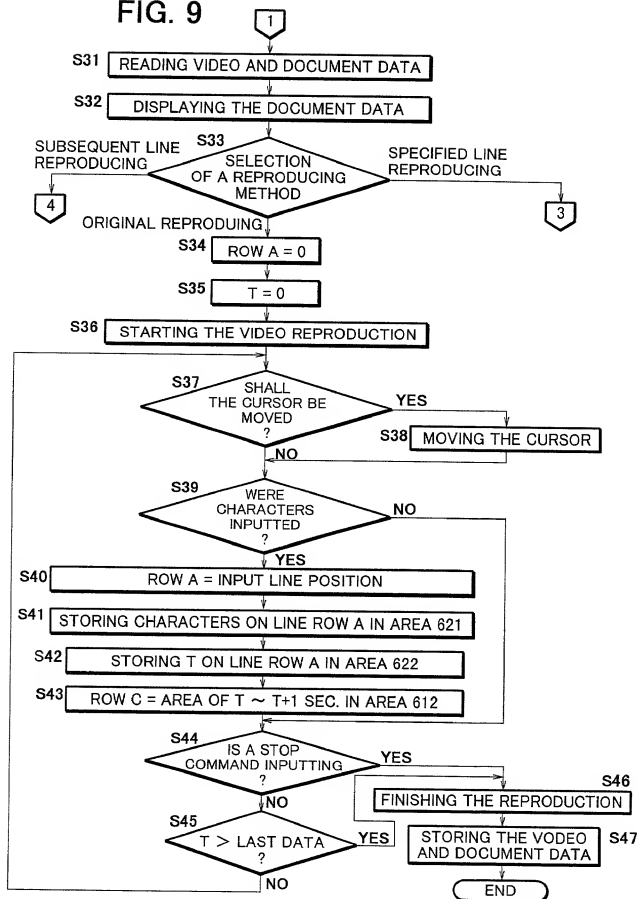 FIG. 9
1
S31
READING VIDEO AND DOCUMENT DATA
S32
DISPLAYING THE DOCUMENT DATA
S33
SUBSEQUENT LINE
REPRODUCING
SELECTION
OF A REPRODUCING
METHOD
SPECIFIED LINE
REPRODUCING
4
3
ORIGINAL REPRODUING
S34
ROW A = 0
S35
T = 0
S36
STARTING THE VIDEO REPRODUCTION
S37
SHALL
THE CURSOR BE
MOVED
?
YES
S38
MOVING THE CURSOR
NO
S39
WERE
CHARACTERS
INPUTTED
?
NO
YES
S40
ROW A = INPUT LINE POSITION
S41
STORING CHARACTERS ON LINE ROW A IN AREA 621
S42
STORING T ON LINE ROW A IN AREA 622
S43
ROW C = AREA OF T ~ T+1 SEC. IN AREA 612
S44
IS A STOP
COMMAND INPUTTING
?
YES
NO
S46
FINISHING THE REPRODUCTION
S45
T > LAST DATA
?
YES
NO
STORING THE VODEO
AND DOCUMENT DATA
S47
END